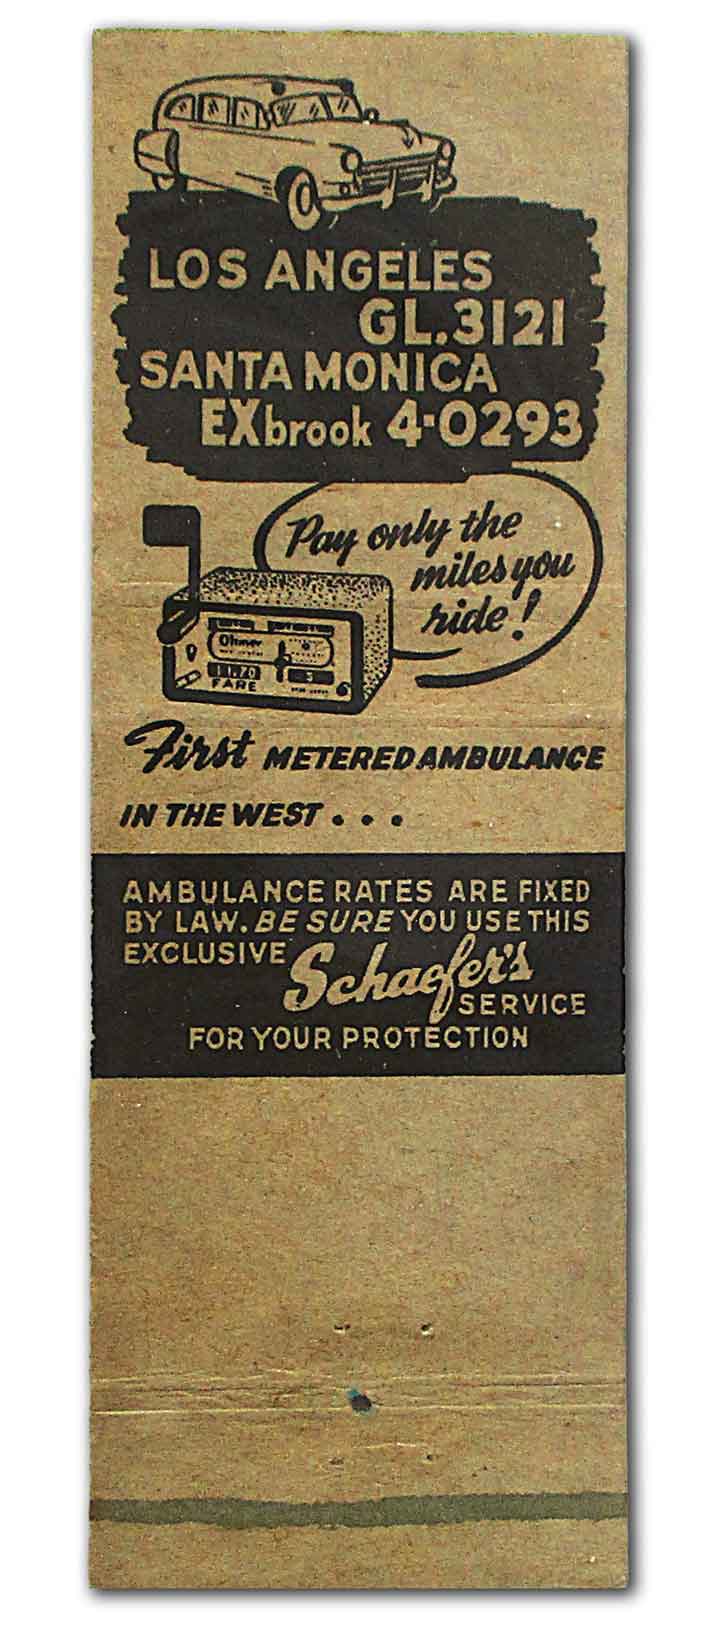 LOS ANGELES
GL.3121
SANTA MONICA
EXbrook 4-0293
Pay only the
miles you
ride!
Ohmer
FARE
First METERED AMBULANCE
IN THE WEST...
AMBULANCE RATES ARE FIXED
BY LAW. BE SURE YOU USE THIS
EXCLUSIVE Schaefer's
SERVICE
FOR YOUR PROTECTION